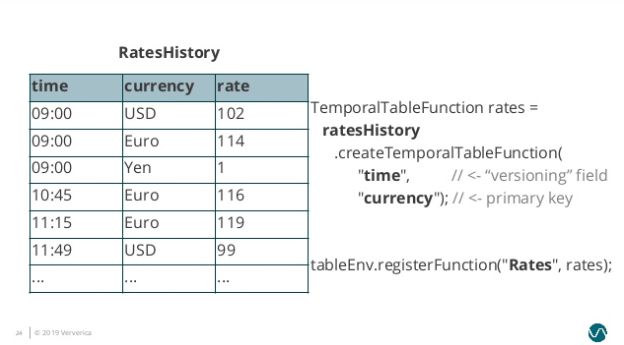 RatesHistory
time currency rate
09:00 USD 102
09:00 Euro 114
09:00 Yen 1
10:45 Euro 116
11:15 Euro 119
11:49 USD 99
... ... ...
TemporalTableFunction rates =
ratesHistory
.createTemporalTableFunction(
"time", // <- “versioning” field
"currency"); // <- primary key
tableEnv.registerFunction("Rates", rates);
24 | © 2019 Ververica